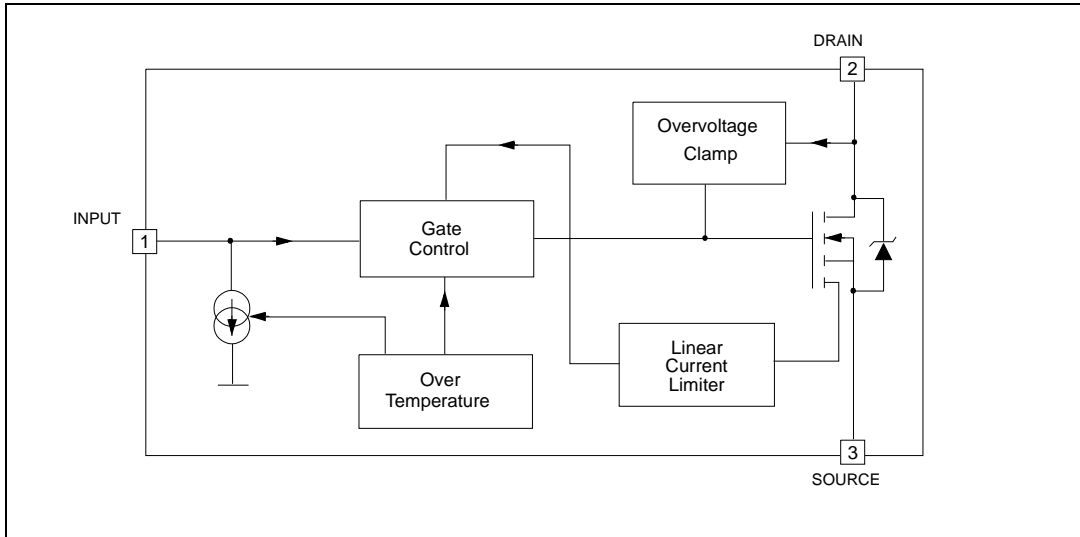 DRAIN
2
Overvoltage
Clamp
INPUT
1
Gate
Control
Linear
Current
Limiter
Over
Temperature
3
SOURCE